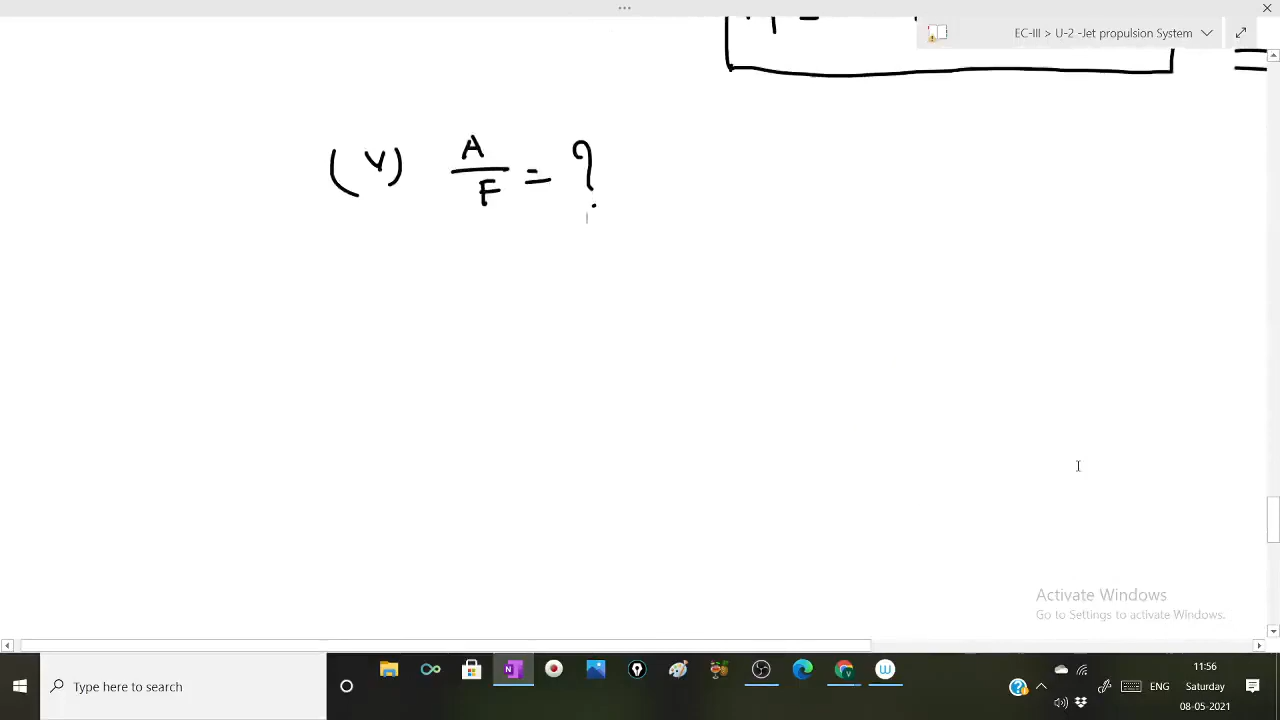 EC-III > U-2 -Jet propulsion System
(V) A/F = ?
Activate Windows
Go to Settings to activate Windows.
Type here to search
ENG
11:56
Saturday
08-05-2021